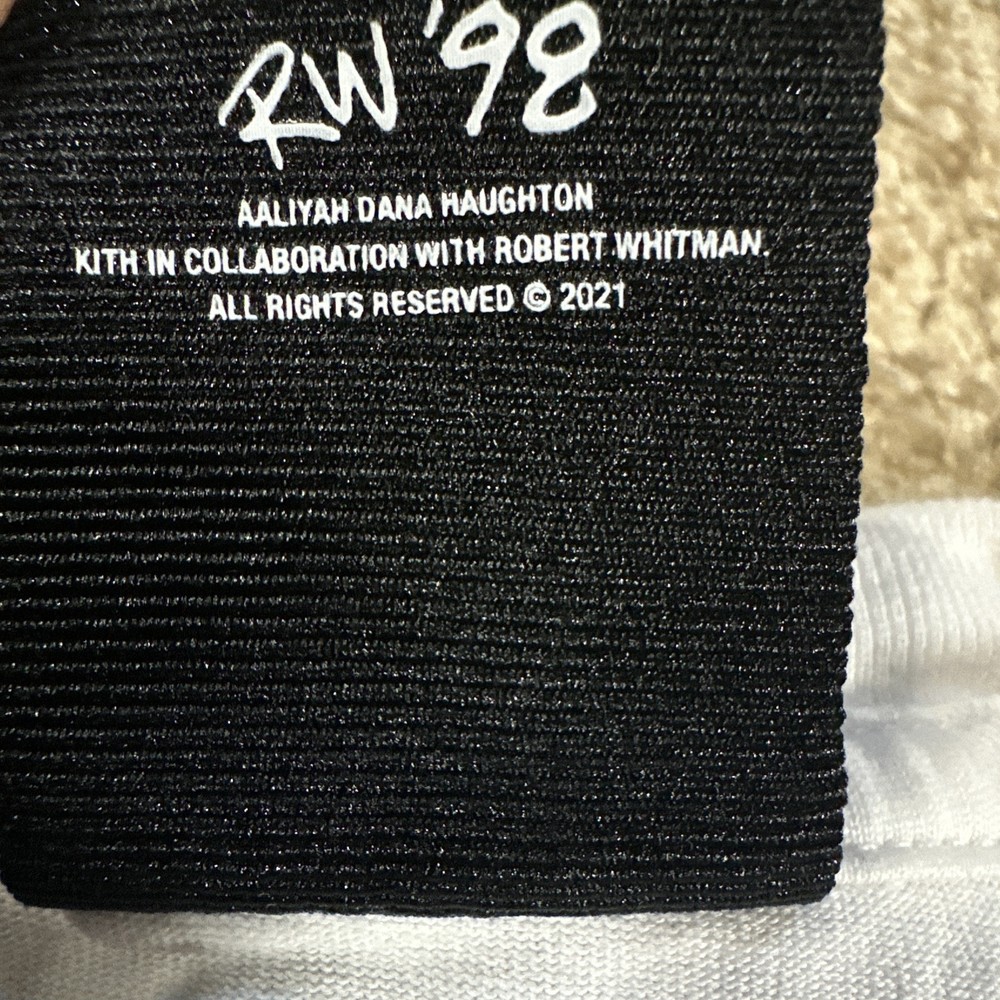 RW '98
AALIYAH DANA HAUGHTON
KITH IN COLLABORATION WITH ROBERT WHITMAN.
ALL RIGHTS RESERVED © 2021